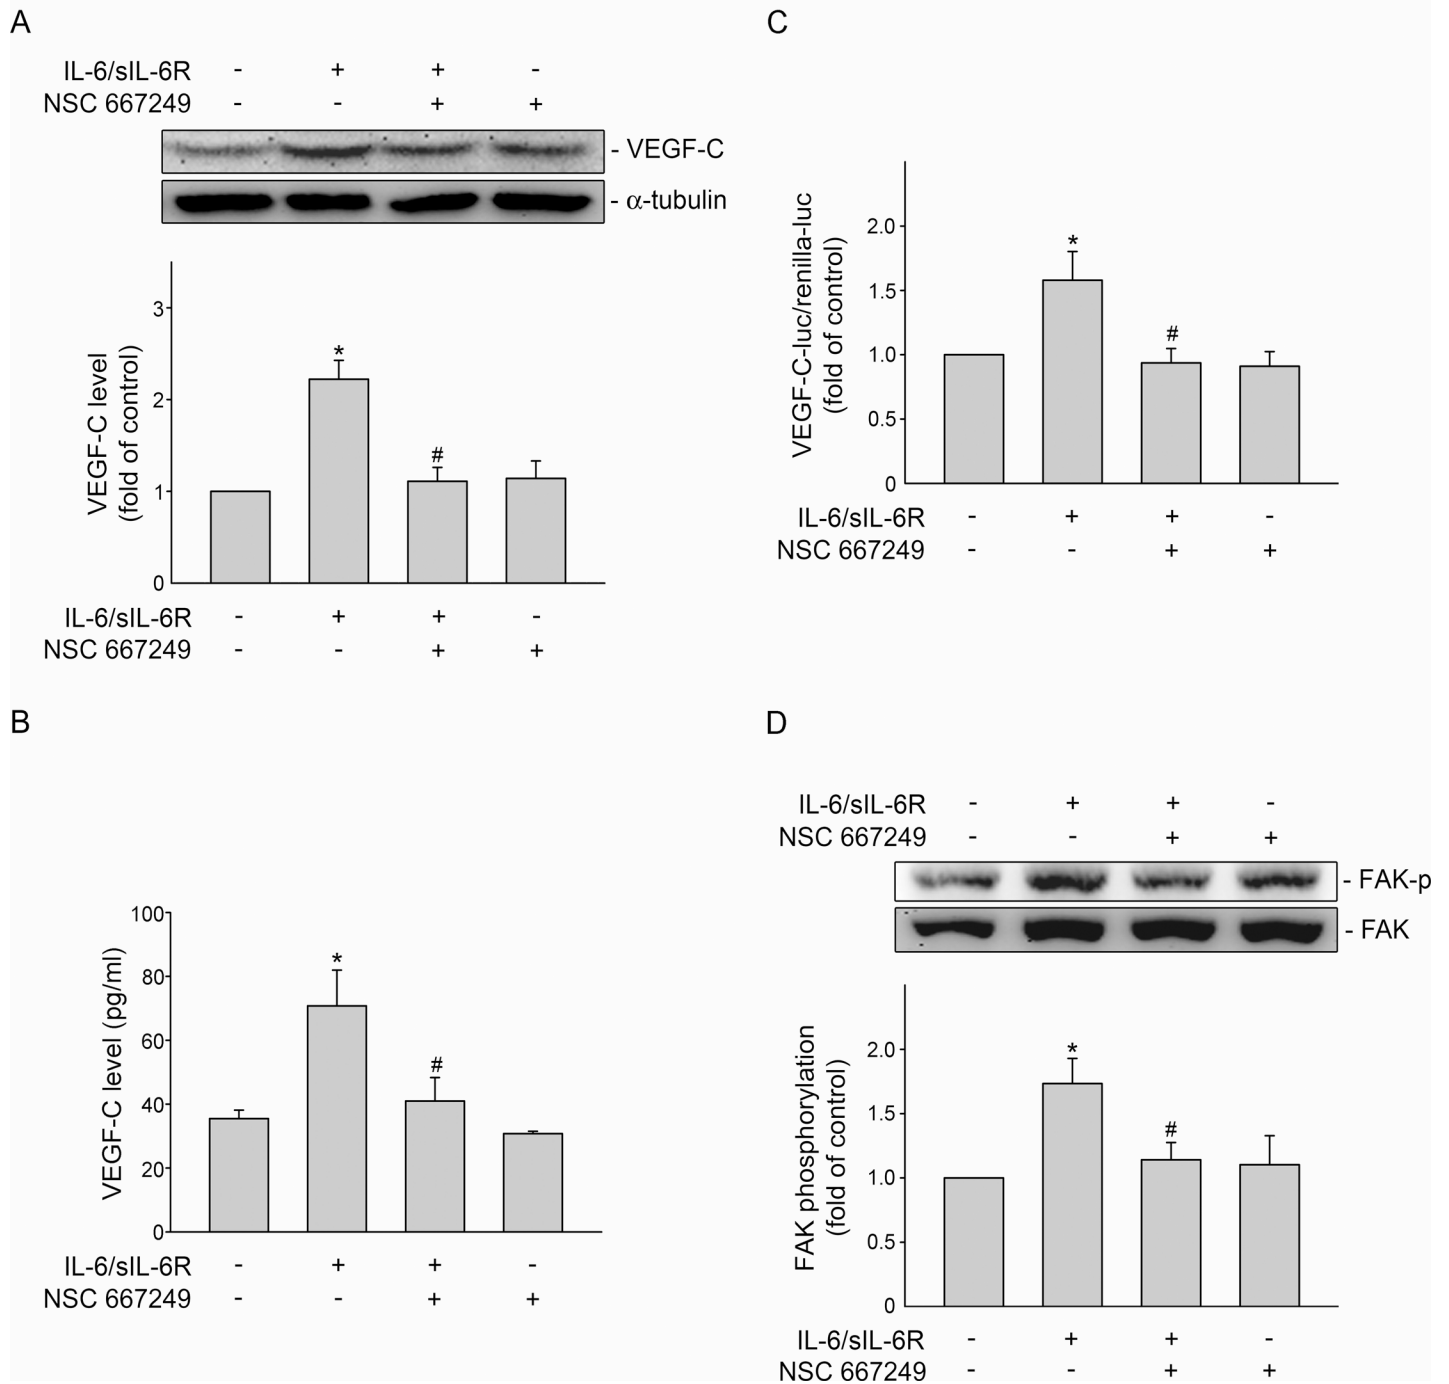 A
IL-6/sIL-6R - + + -
NSC 667249 - - + +
- VEGF-C
- α-tubulin
VEGF-C level
(fold of control)
3
2
1
0
*
#
IL-6/sIL-6R - + + -
NSC 667249 - - + +
B
VEGF-C level (pg/ml)
100
80
60
40
20
0
*
#
IL-6/sIL-6R - + + -
NSC 667249 - - + +
C
VEGF-C-luc/renilla-luc
(fold of control)
2.0
1.5
1.0
0.5
0
*
#
IL-6/sIL-6R - + + -
NSC 667249 - - + +
D
IL-6/sIL-6R - + + -
NSC 667249 - - + +
- FAK-p
- FAK
FAK phosphorylation
(fold of control)
2.0
1.5
1.0
0.5
0
*
#
IL-6/sIL-6R - + + -
NSC 667249 - - + +